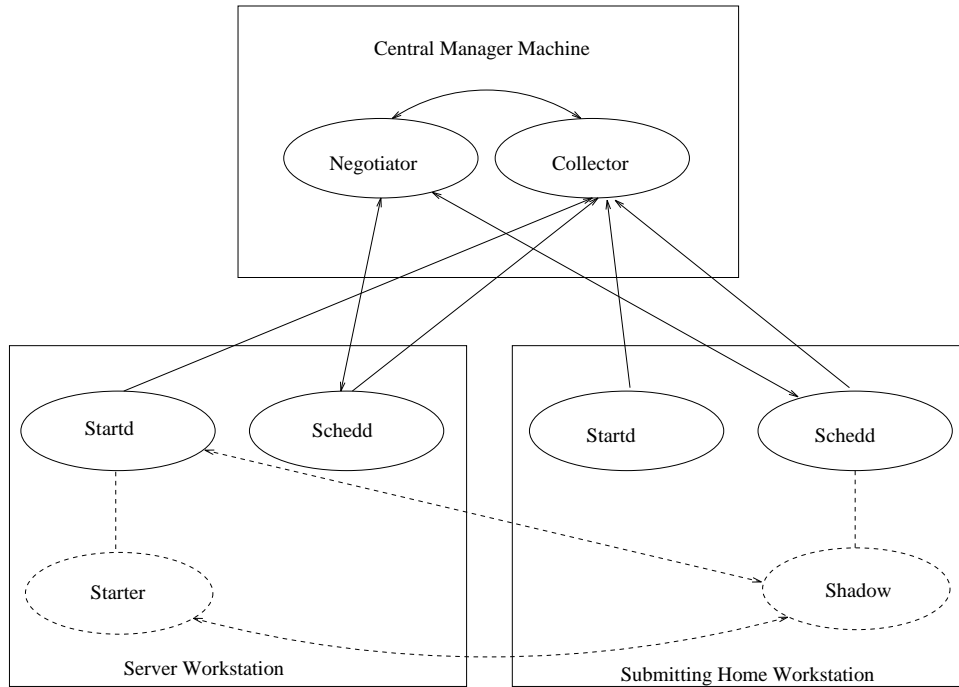 Central Manager Machine
Negotiator
Collector
Startd
Schedd
Startd
Schedd
Starter
Shadow
Server Workstation
Submitting Home Workstation